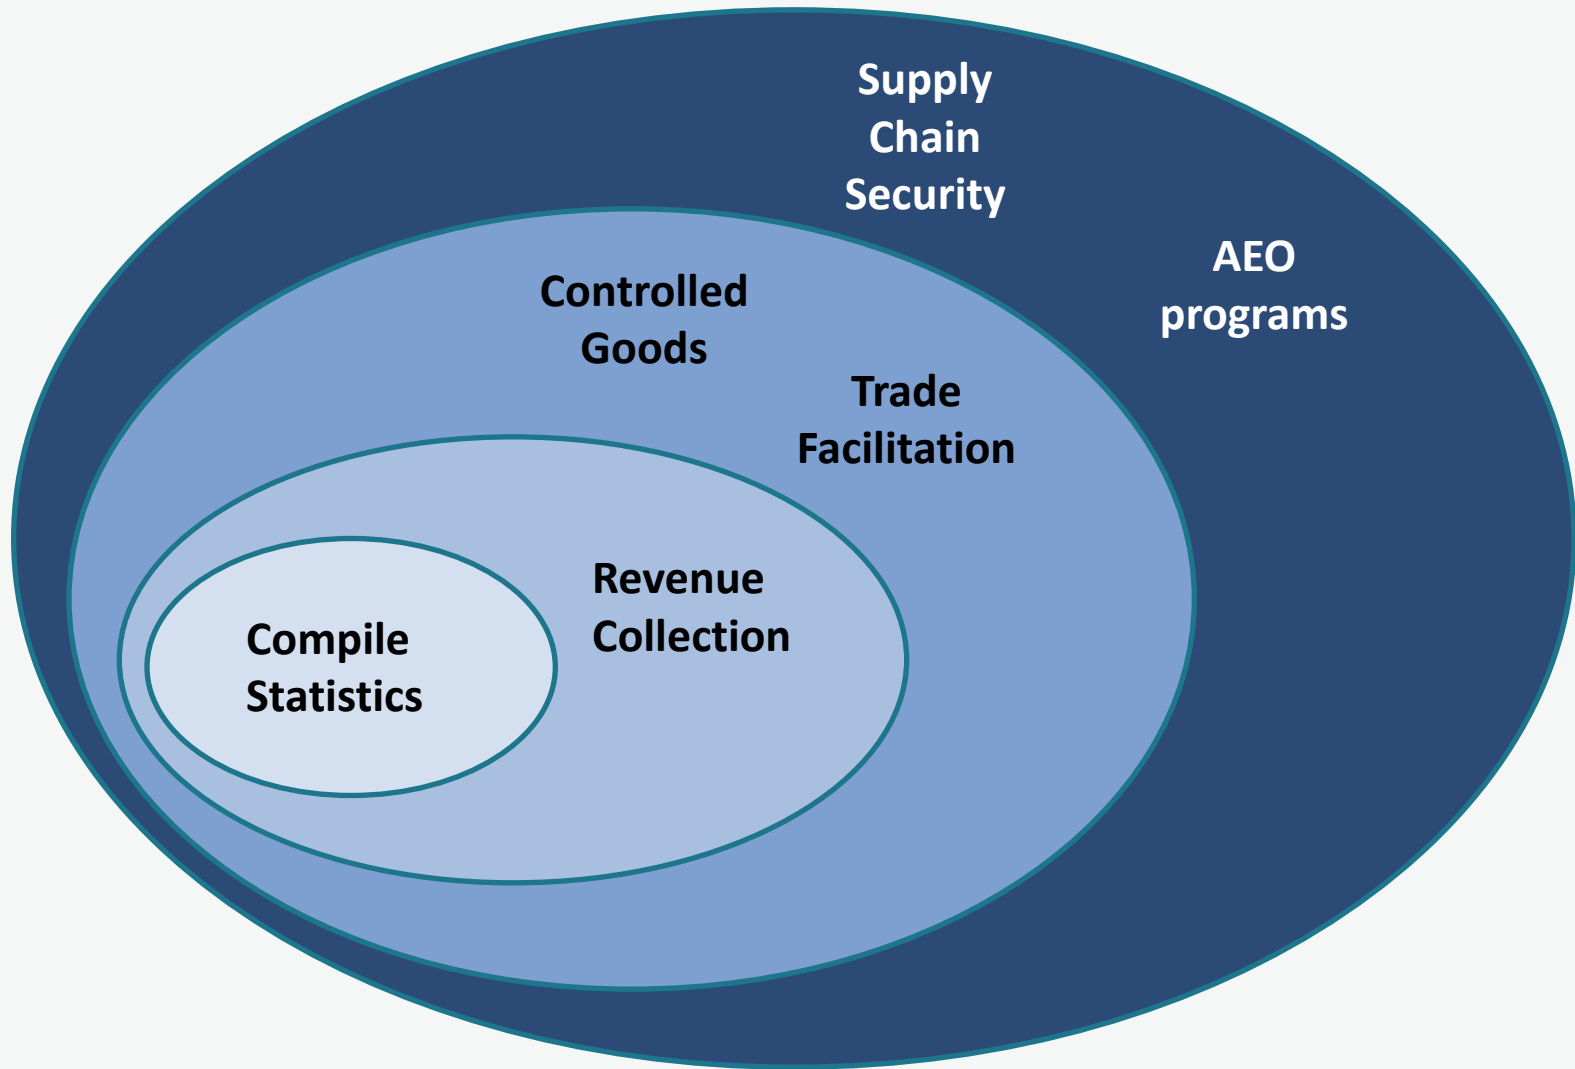 Supply
Chain
Security
AEO
programs
Controlled
Goods
Trade
Facilitation
Revenue
Collection
Compile
Statistics